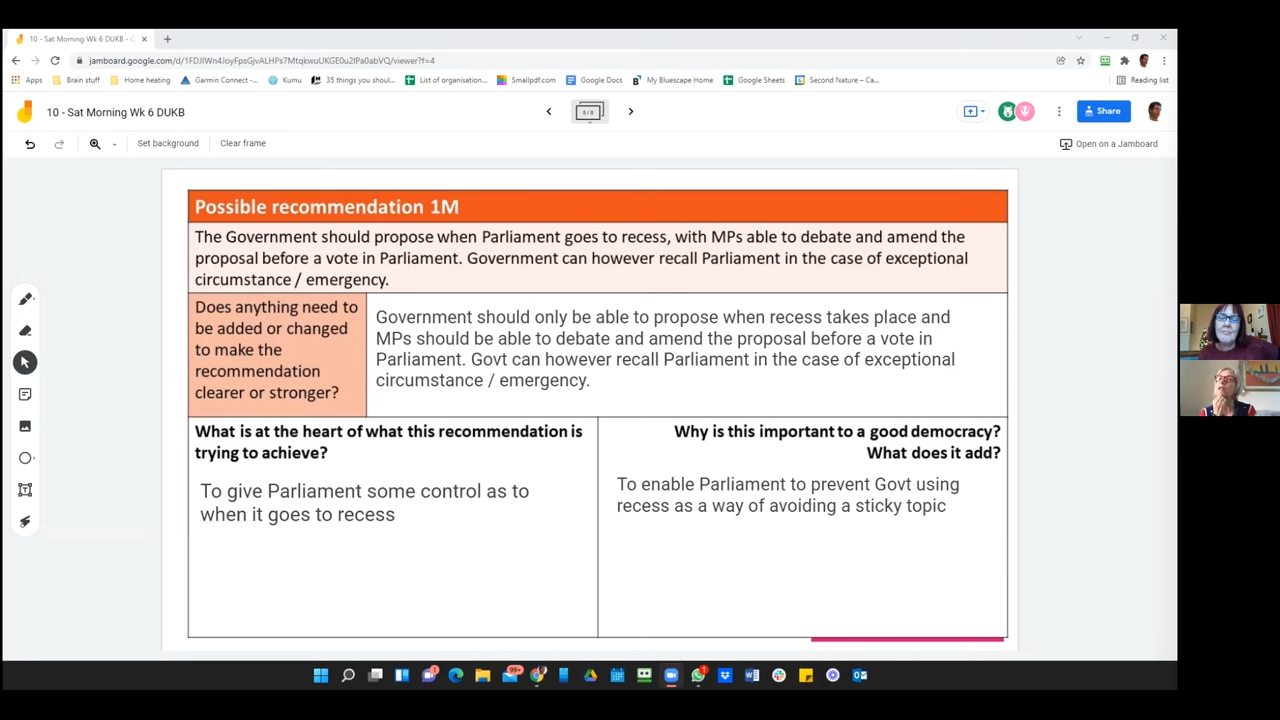 10 - Sat Morning Wk 6 DUKB - G
jamboard.google.com/d/1FDJIWn4JoyFpsGjvALHPs7MtqkwuUKGE0u2lPa0abVQ/viewer?f=4
Apps Brain stuff Home heating Garmin Connect -... Kumu 35 things you shoul... List of organisation... Smallpdf.com Google Docs My Bluescape Home Google Sheets Second Nature – Ca... Reading list
10 - Sat Morning Wk 6 DUKB
Share
Set background Clear frame
Open on a Jamboard
Possible recommendation 1M
The Government should propose when Parliament goes to recess, with MPs able to debate and amend the
proposal before a vote in Parliament. Government can however recall Parliament in the case of exceptional
circumstance / emergency.
Does anything need to
be added or changed
to make the
recommendation
clearer or stronger?
Government should only be able to propose when recess takes place and
MPs should be able to debate and amend the proposal before a vote in
Parliament. Govt can however recall Parliament in the case of exceptional
circumstance / emergency.
What is at the heart of what this recommendation is
trying to achieve?
To give Parliament some control as to
when it goes to recess
Why is this important to a good democracy?
What does it add?
To enable Parliament to prevent Govt using
recess as a way of avoiding a sticky topic
1
99+
1